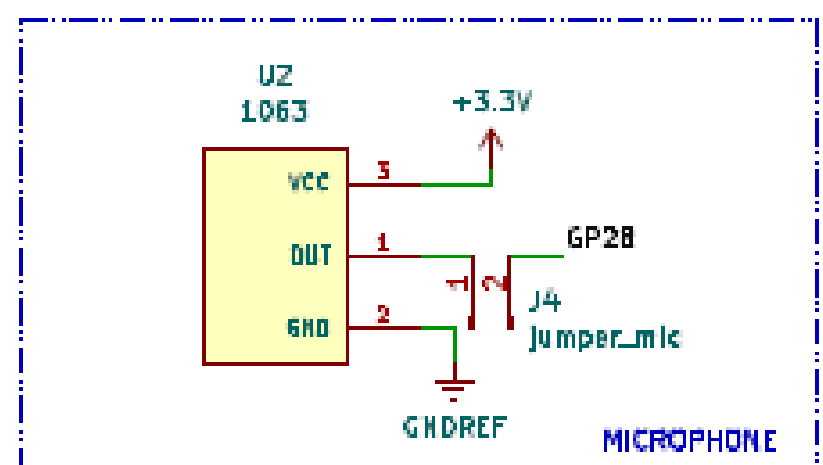 U2
1063
+3.3V
VCC
3
OUT
1
GP28
1
2
J4
jumper_mic
GND
2
GNDREF
MICROPHONE